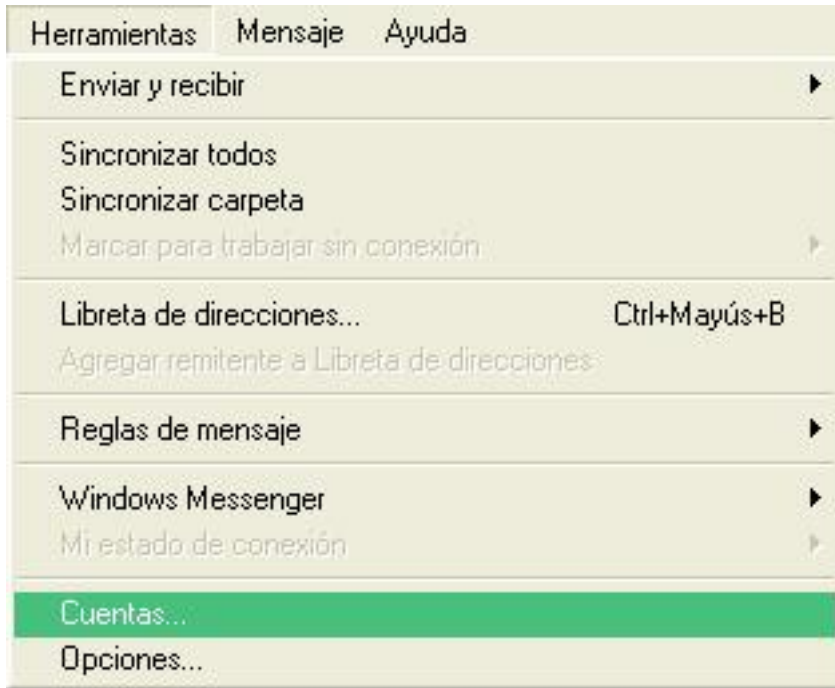 Herramientas Mensaje Ayuda
Enviar y recibir
Sincronizar todos
Sincronizar carpeta
Marcar para trabajar sin conexión
Libreta de direcciones... Ctrl+Mayús+B
Agregar remitente a Libreta de direcciones
Reglas de mensaje
Windows Messenger
Mi estado de conexión
Cuentas...
Opciones...